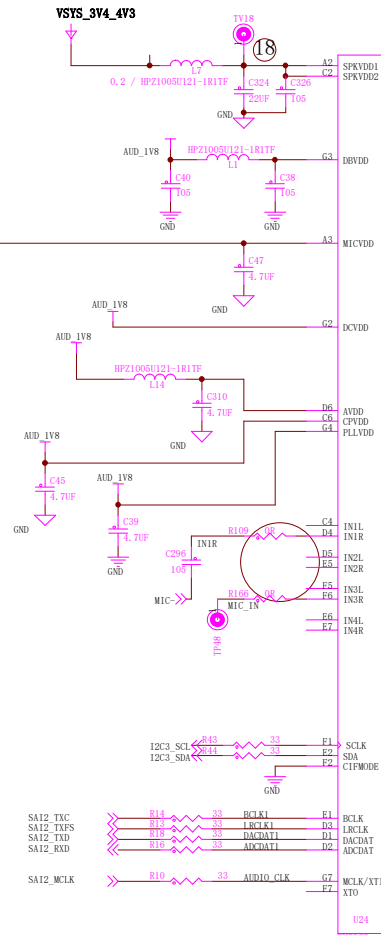 VSYS_3V4_4V3
TV18
18
L7
0.2 / HPZ1005U121-1R1TF
A2 SPKVDD1
C2 SPKVDD2
C324
22UF
C326
105
GND
AUD_1V8
HPZ1005U121-1R1TF
L1
G3 DBVDD
C40
105
C38
105
GND
GND
A3 MICVDD
C47
4.7UF
GND
AUD_1V8
G2 DCVDD
AUD_1V8
HPZ1005U121-1R1TF
L14
C310
4.7UF
GND
D6 AVDD
C6 CPVDD
G4 PLLVDD
AUD_1V8
C45
4.7UF
GND
AUD_1V8
C39
4.7UF
GND
C4 IN1L
R109 0R D4 IN1R
IN1R
C296
105
D5 IN2L
E5 IN2R
MIC-
F5 IN3L
R166 0R F6 IN3R
MIC_IN
TP48
E6 IN4L
E7 IN4R
I2C3_SCL R43 33 F1 SCLK
I2C3_SDA R44 33 E2 SDA
F2 CIFMODE
GND
SAI2_TXC R14 33 BCLK1 E1 BCLK
SAI2_TXFS R13 33 LRCLK1 D3 LRCLK
SAI2_TXD R18 33 DACDAT1 D1 DACDAT
SAI2_RXD R16 33 ADCDAT1 D2 ADCDAT
SAI2_MCLK R10 33 AUDIO_CLK G7 MCLK/XTI
F7 XTO
U24